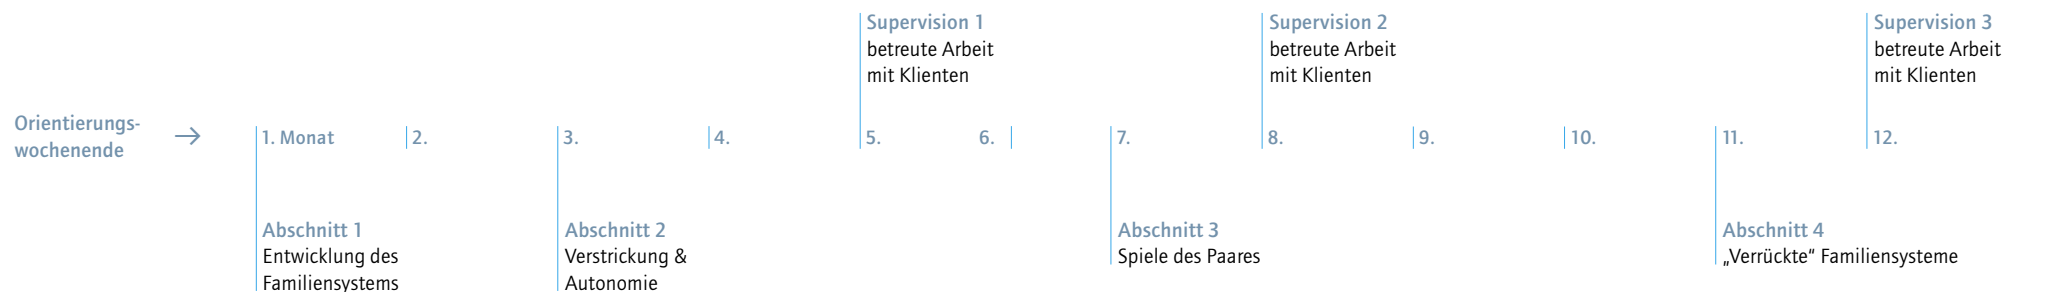 Supervision 1
betreute Arbeit
mit Klienten
Supervision 2
betreute Arbeit
mit Klienten
Supervision 3
betreute Arbeit
mit Klienten
Orientierungs-
wochenende
→
1. Monat
2.
3.
4.
5.
6.
7.
8.
9.
10.
11.
12.
Abschnitt 1
Entwicklung des
Familiensystems
Abschnitt 2
Verstrickung &
Autonomie
Abschnitt 3
Spiele des Paares
Abschnitt 4
„Verrückte“ Familiensysteme